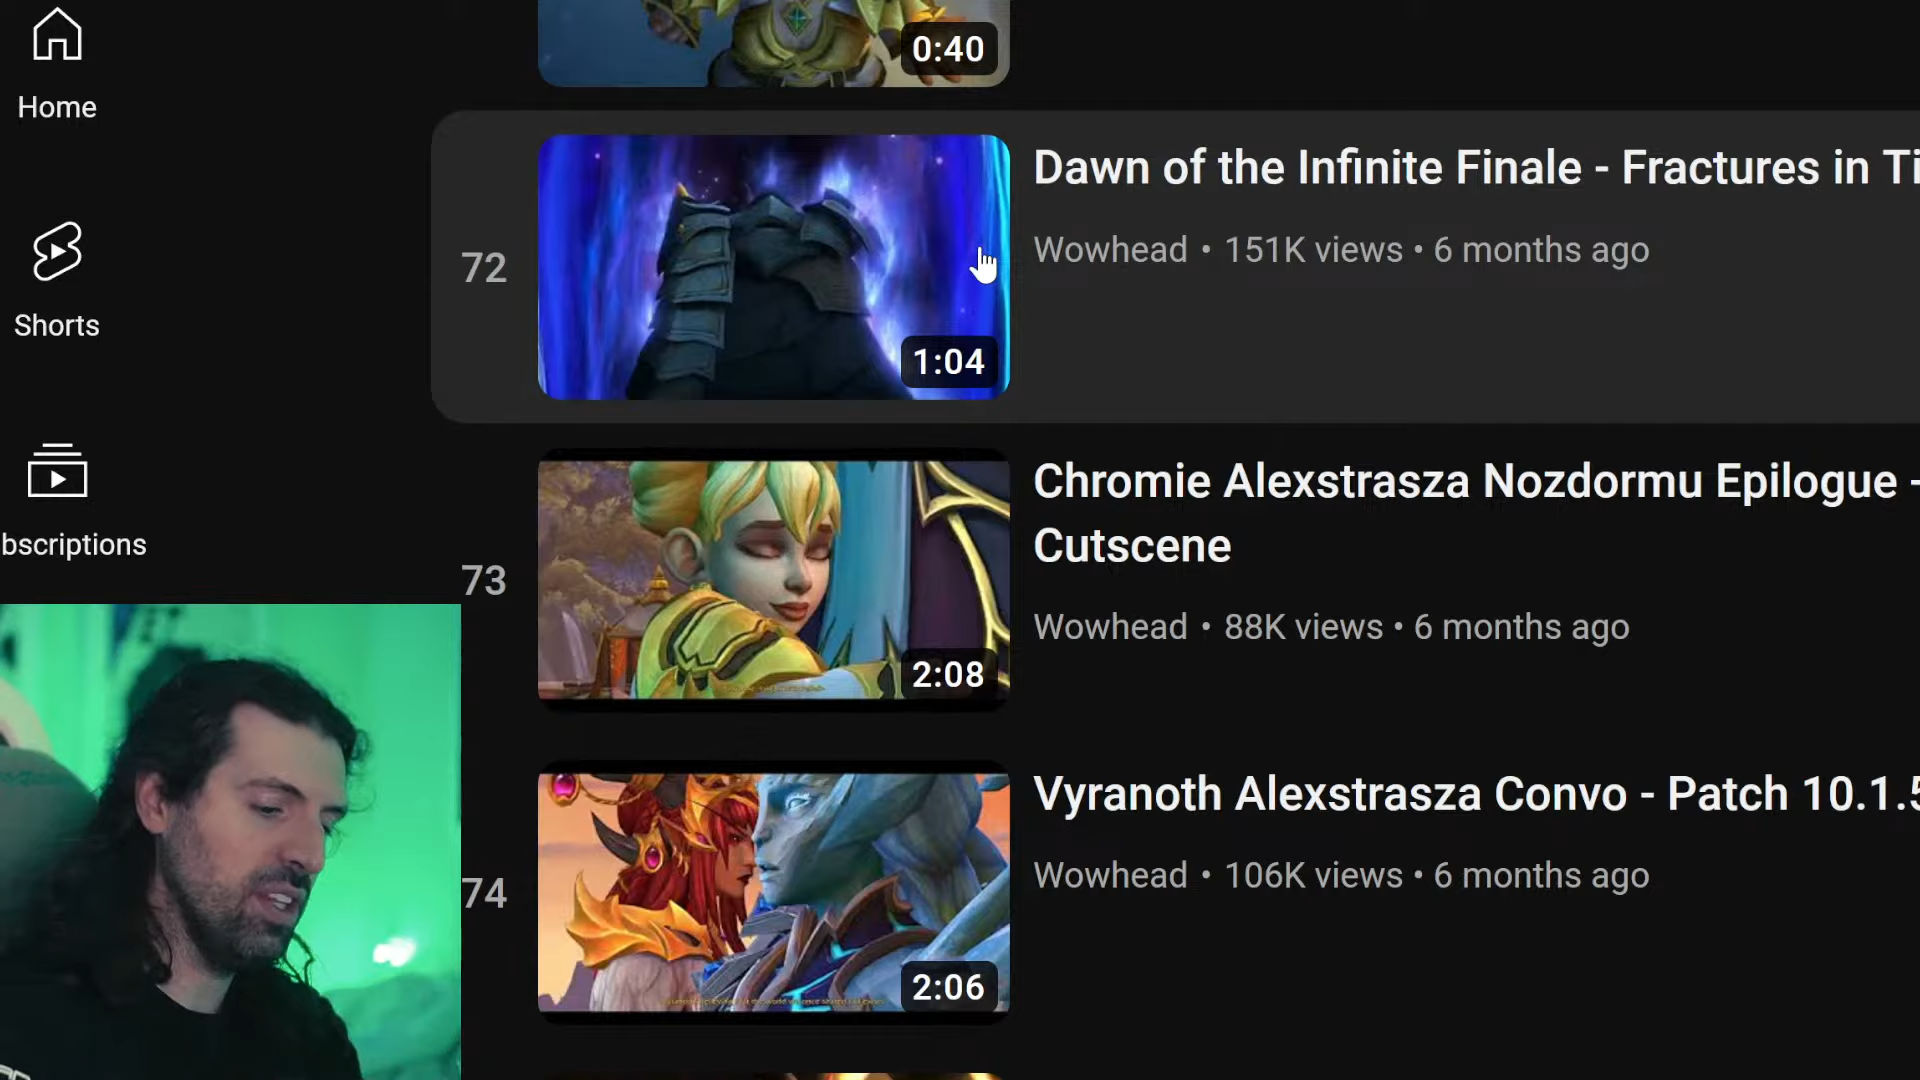 0:40
Home
Dawn of the Infinite Finale - Fractures in Ti
Wowhead • 151K views • 6 months ago
72
Shorts
1:04
Chromie Alexstrasza Nozdormu Epilogue -
Cutscene
bscriptions
73
Wowhead • 88K views • 6 months ago
2:08
Vyranoth Alexstrasza Convo - Patch 10.1.5
Wowhead • 106K views • 6 months ago
74
2:06